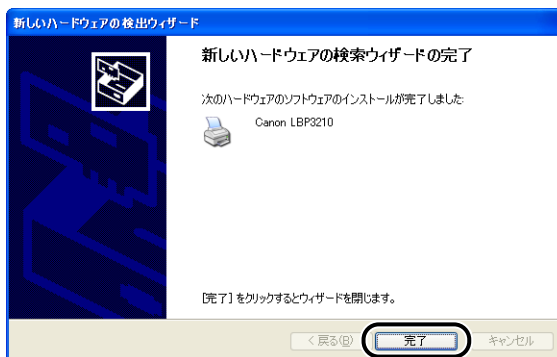 新しいハードウェアの検出ウィザード
新しいハードウェアの検索ウィザードの完了
次のハードウェアのソフトウェアのインストールが完了しました:
Canon LBP3210
[完了] をクリックするとウィザードを閉じます。
< 戻る(B)
完了
キャンセル